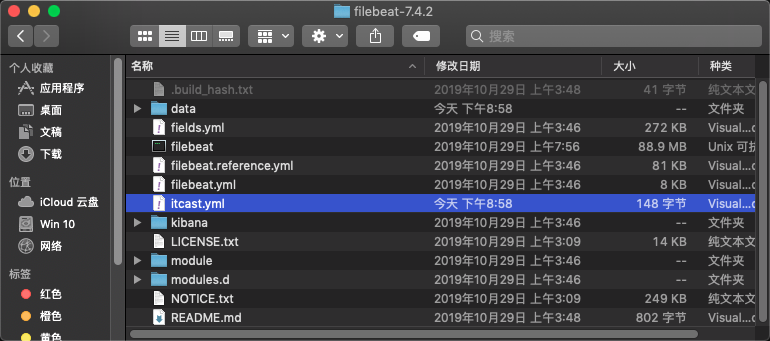 filebeat-7.4.2
搜索
个人收藏
应用程序
桌面
文稿
下载
位置
iCloud 云盘
Win 10
网络
标签
红色
橙色
黄色
名称 修改日期 大小 种类
.build_hash.txt 2019年10月29日 上午3:48 41 字节 纯文本文
data 今天 下午8:58 -- 文件夹
fields.yml 2019年10月29日 上午3:46 272 KB Visual...c
filebeat 2019年10月29日 上午7:56 88.9 MB Unix 可执
filebeat.reference.yml 2019年10月29日 上午3:46 81 KB Visual...c
filebeat.yml 2019年10月29日 上午3:46 8 KB Visual...c
itcast.yml 今天 下午8:58 148 字节 Visual...c
kibana 2019年10月29日 上午3:46 -- 文件夹
LICENSE.txt 2019年10月29日 上午3:09 14 KB 纯文本文
module 2019年10月29日 上午3:46 -- 文件夹
modules.d 2019年10月29日 上午3:46 -- 文件夹
NOTICE.txt 2019年10月29日 上午3:09 249 KB 纯文本文
README.md 2019年10月29日 上午3:48 802 字节 Visual...c